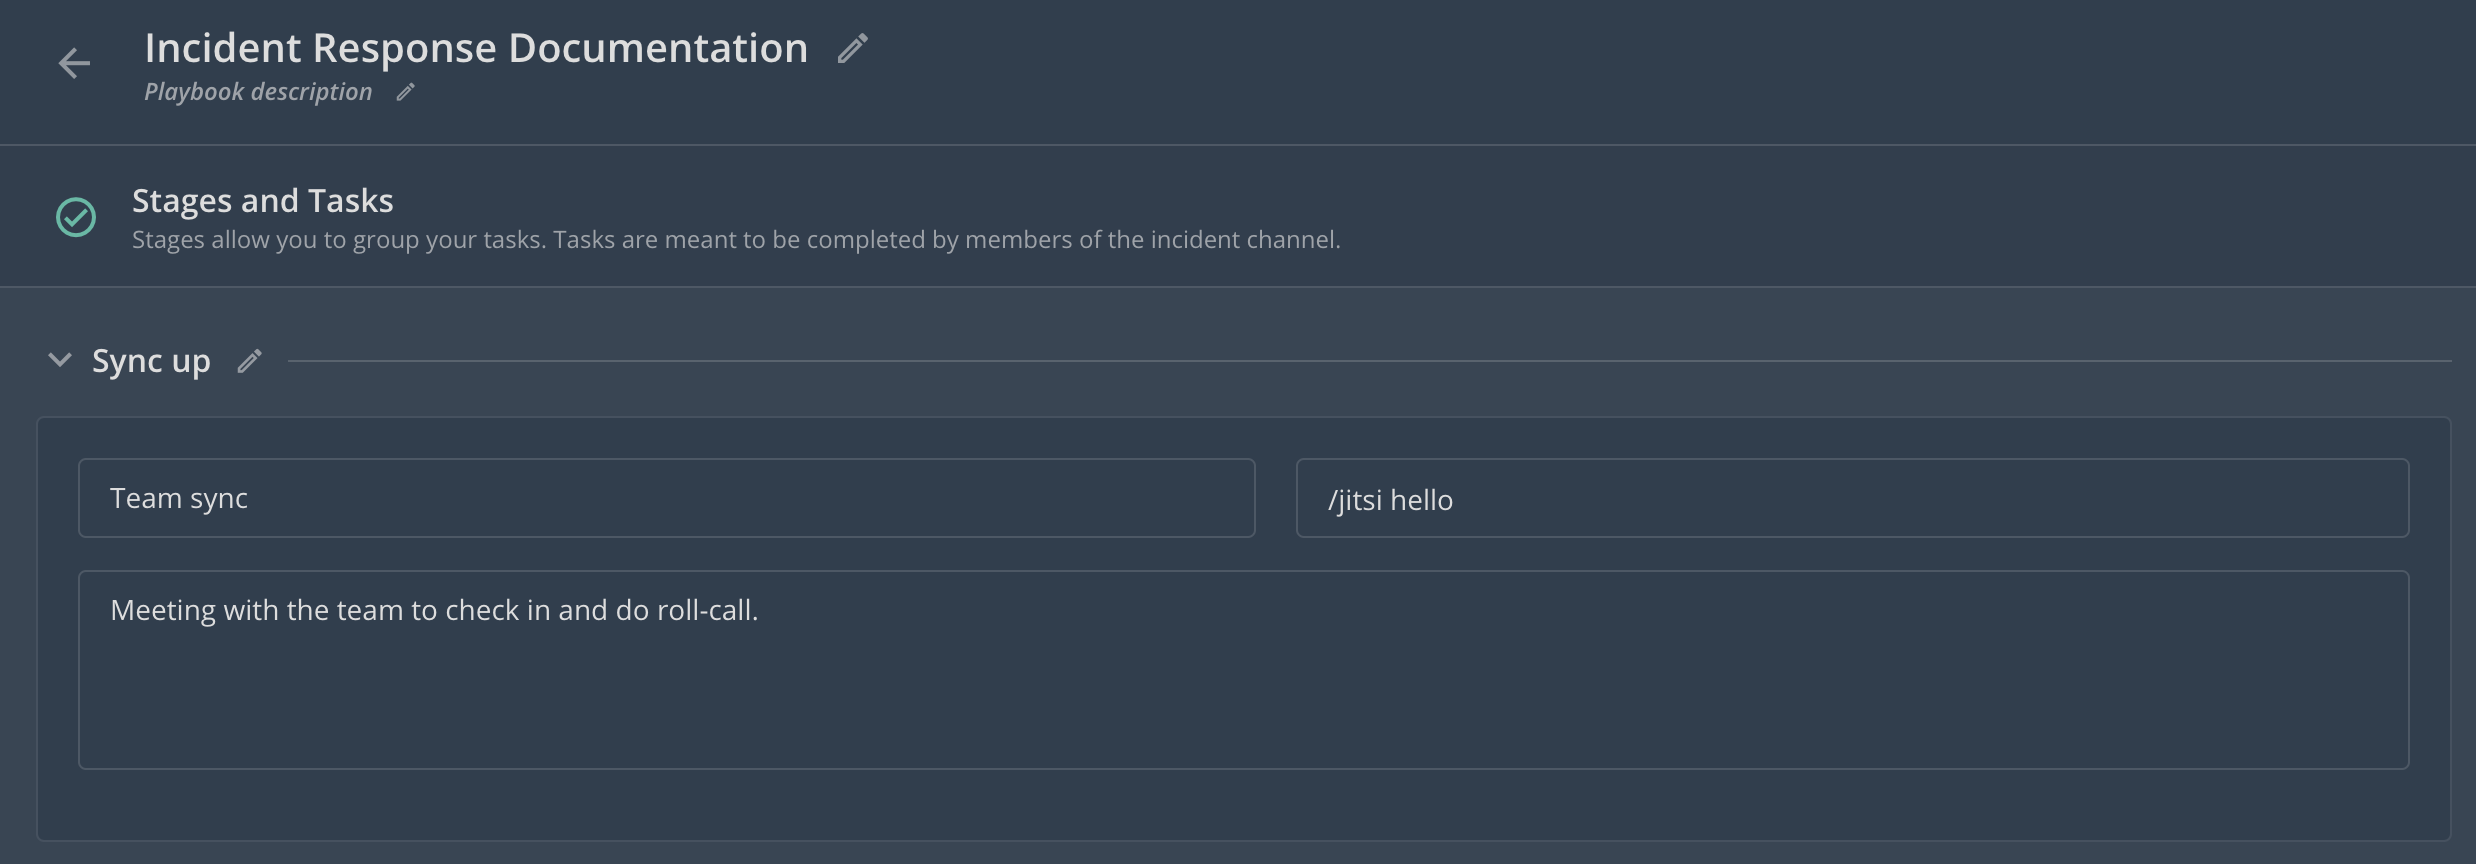 Incident Response Documentation
Playbook description
Stages and Tasks
Stages allow you to group your tasks. Tasks are meant to be completed by members of the incident channel.
Sync up
Team sync
/jitsi hello
Meeting with the team to check in and do roll-call.